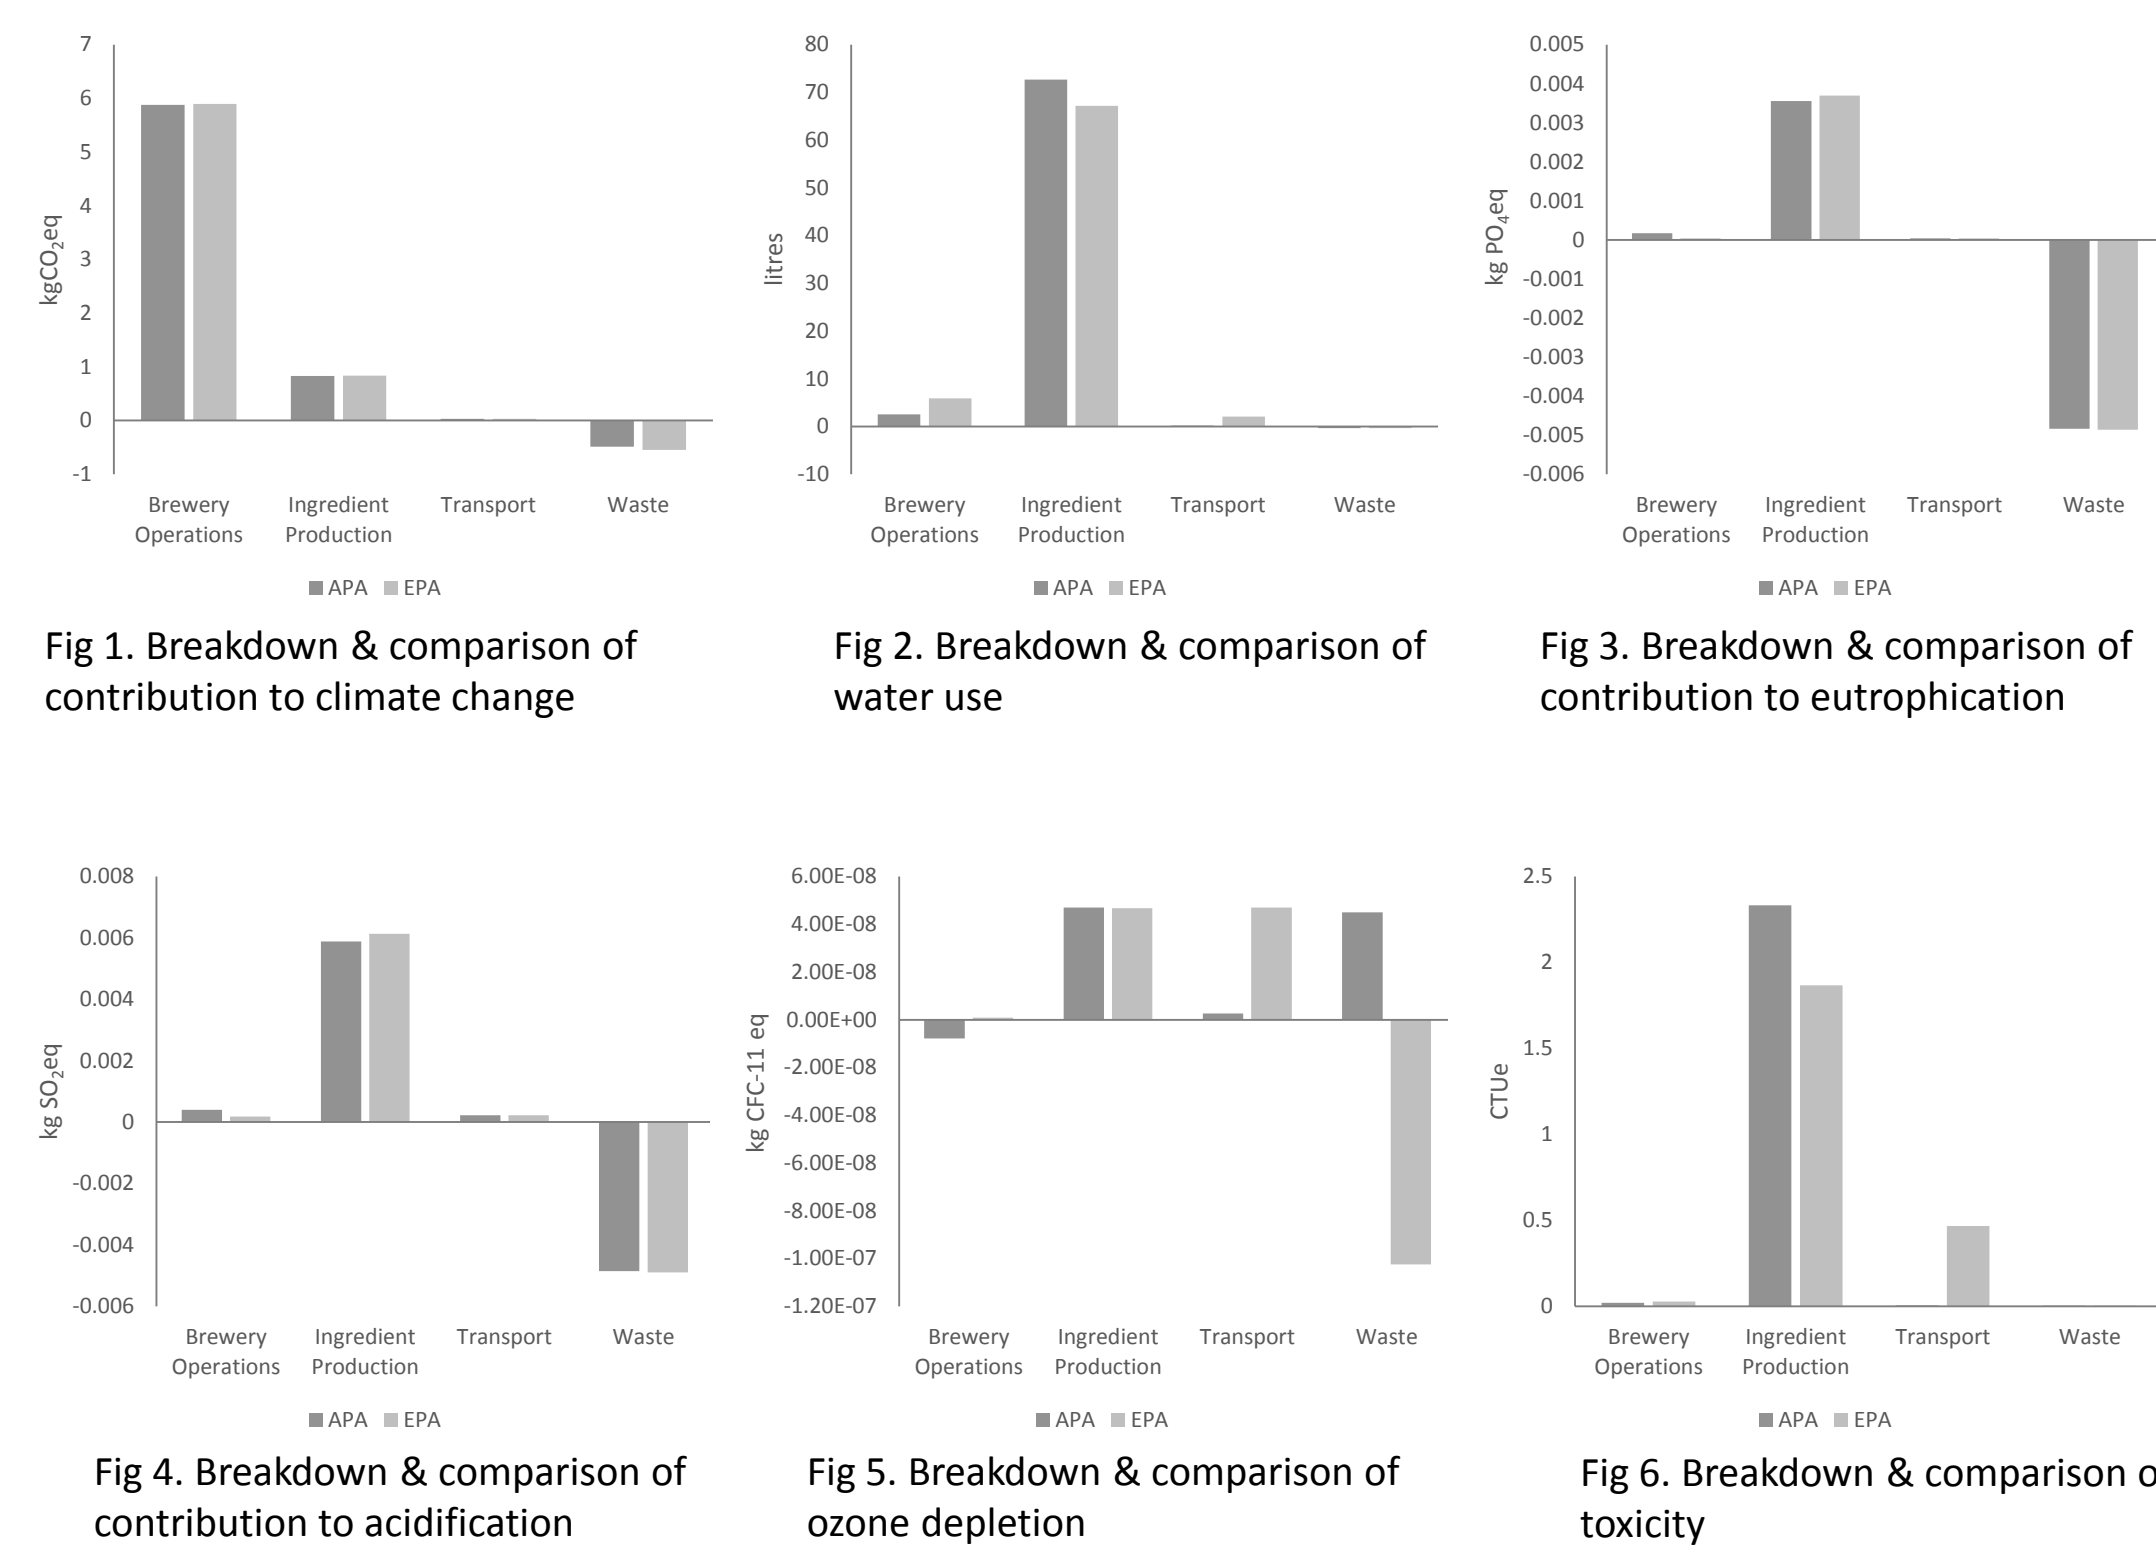 7
6
5
4
3
2
1
0
-1
kgCO₂eq
Brewery Operations
Ingredient Production
Transport
Waste
APA
EPA
Fig 1. Breakdown & comparison of
contribution to climate change
80
70
60
50
40
30
20
10
0
-10
litres
Brewery Operations
Ingredient Production
Transport
Waste
APA
EPA
Fig 2. Breakdown & comparison of
water use
0.005
0.004
0.003
0.002
0.001
0
-0.001
-0.002
-0.003
-0.004
-0.005
-0.006
kg PO₄eq
Brewery Operations
Ingredient Production
Transport
Waste
APA
EPA
Fig 3. Breakdown & comparison of
contribution to eutrophication
0.008
0.006
0.004
0.002
0
-0.002
-0.004
-0.006
kg SO₂eq
Brewery Operations
Ingredient Production
Transport
Waste
APA
EPA
Fig 4. Breakdown & comparison of
contribution to acidification
6.00E-08
4.00E-08
2.00E-08
0.00E+00
-2.00E-08
-4.00E-08
-6.00E-08
-8.00E-08
-1.00E-07
-1.20E-07
kg CFC-11 eq
Brewery Operations
Ingredient Production
Transport
Waste
APA
EPA
Fig 5. Breakdown & comparison of
ozone depletion
2.5
2
1.5
1
0.5
0
CTUe
Brewery Operations
Ingredient Production
Transport
Waste
APA
EPA
Fig 6. Breakdown & comparison
toxicity